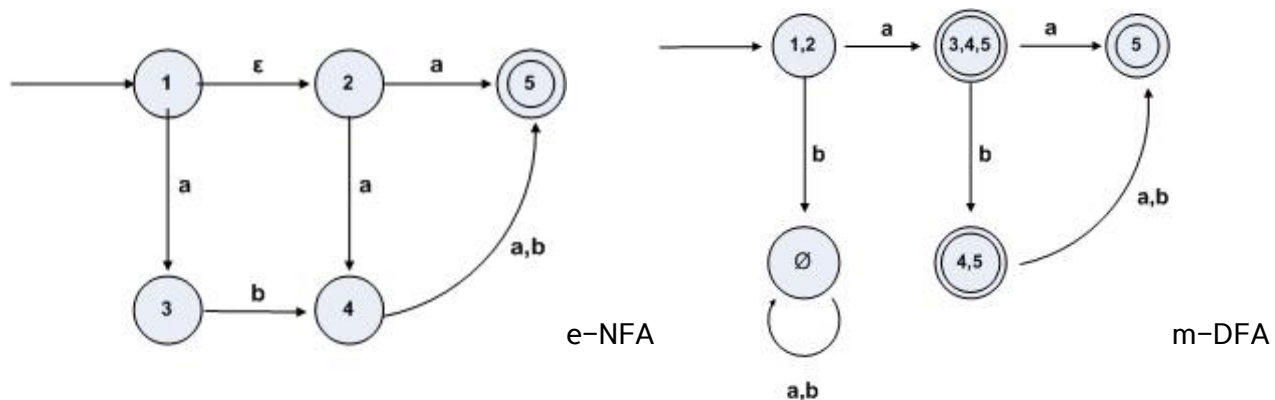 1 ε 2 a 5
a a a,b
3 b 4
e-NFA
1,2 a 3,4,5 a 5
b b a,b
Ø 4,5
a,b
m-DFA